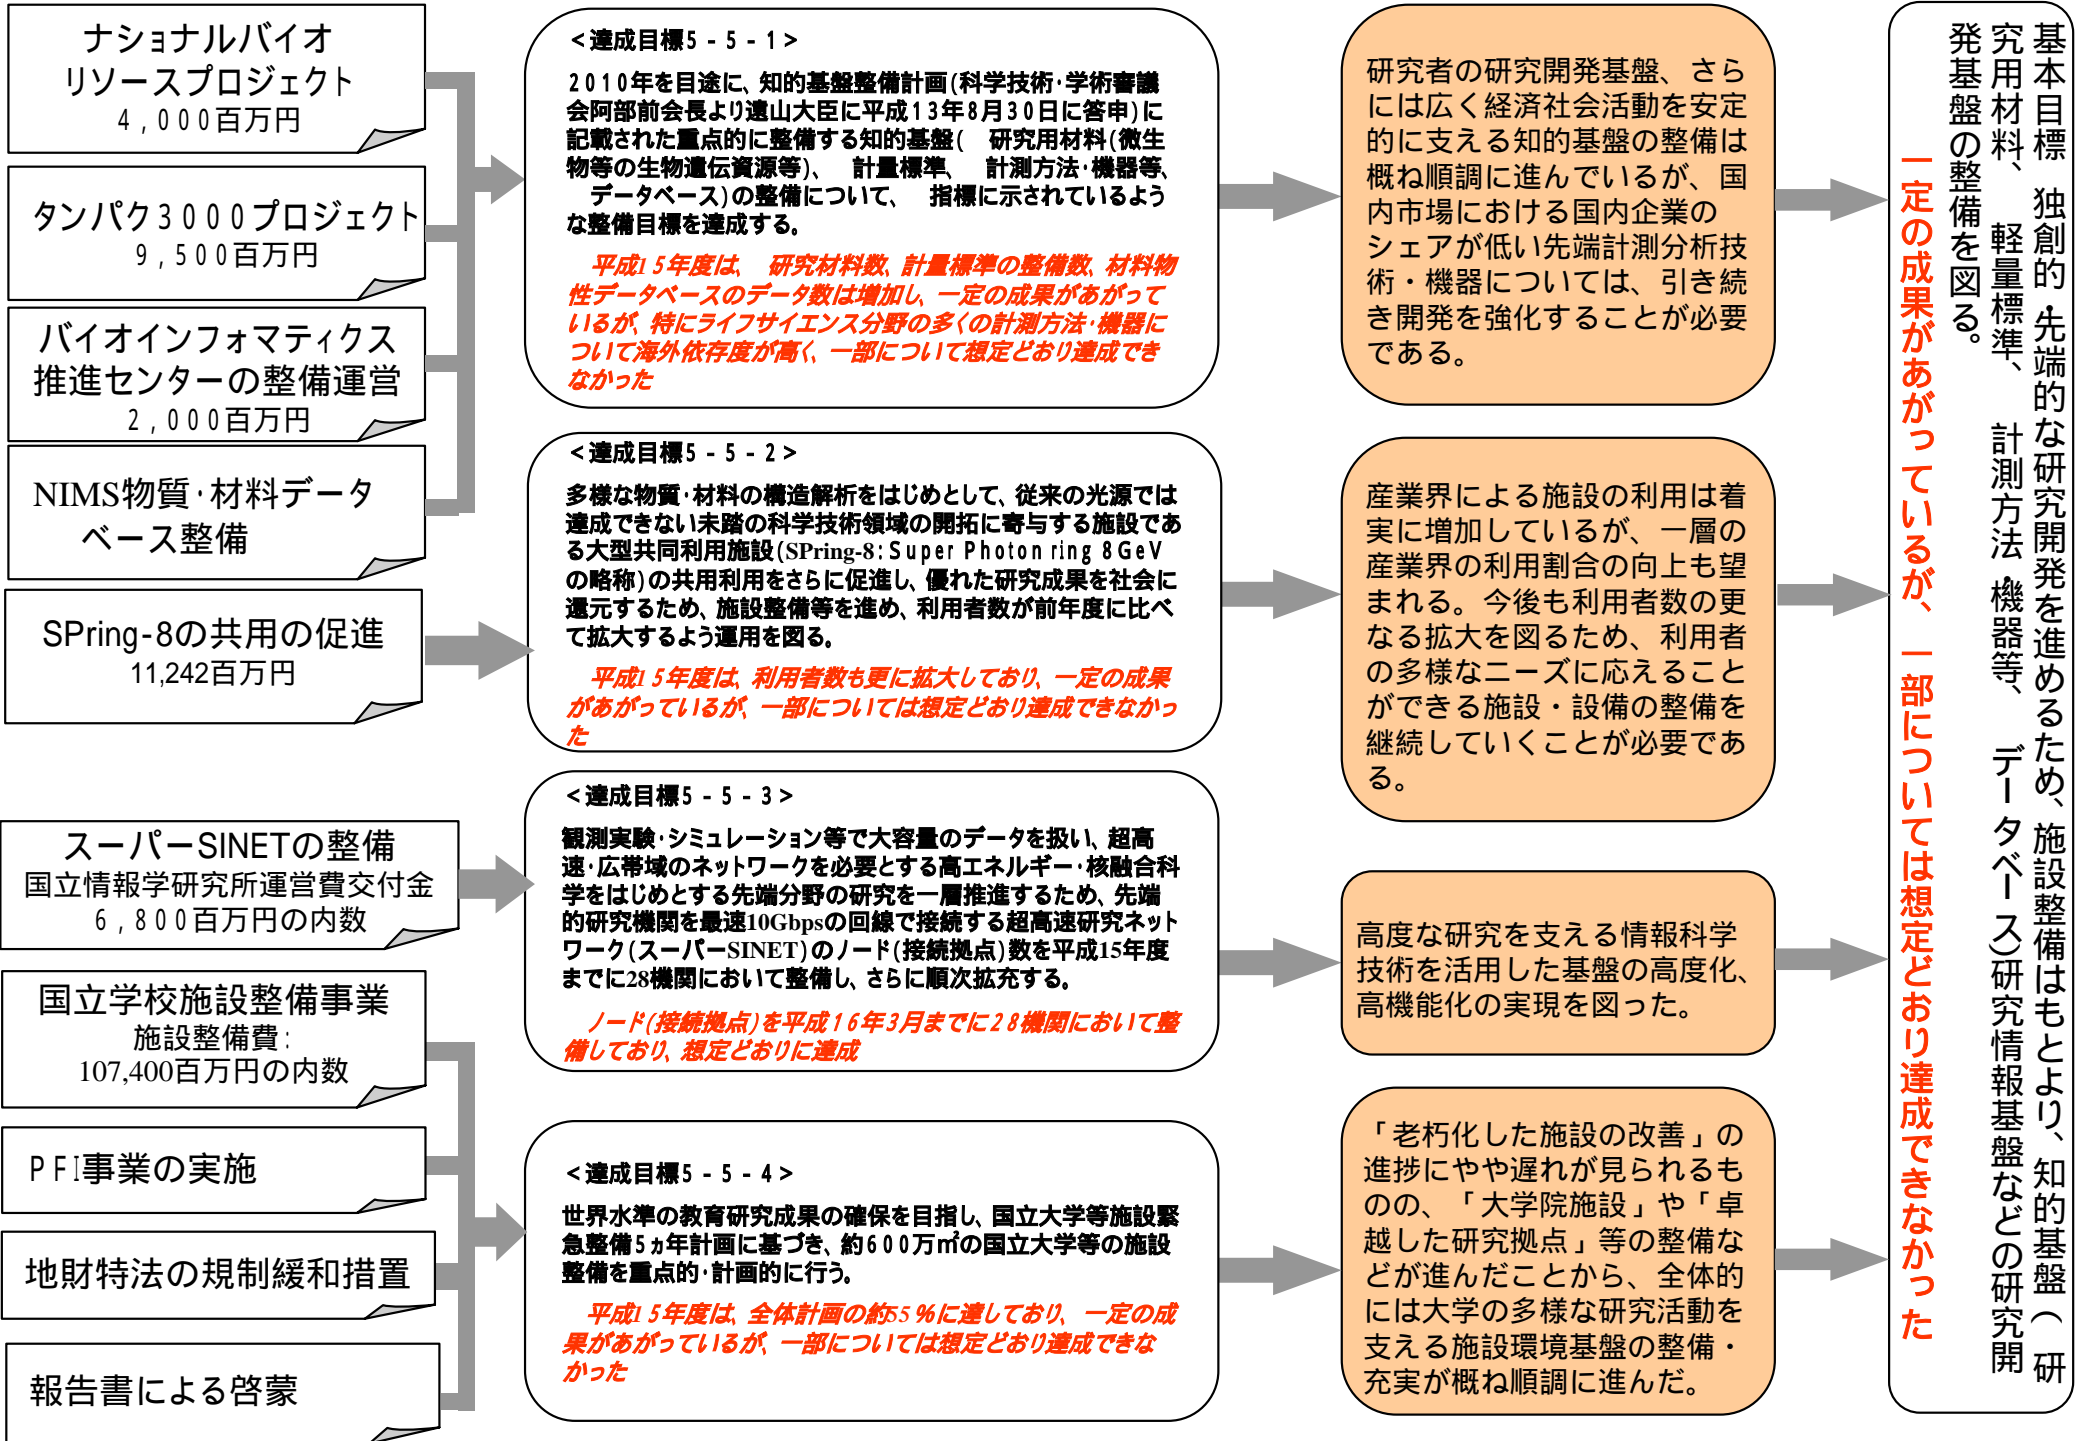 ナショナルバイオ
リソースプロジェクト
4,000百万円
タンパク3000プロジェクト
9,500百万円
バイオインフォマティクス
推進センターの整備運営
2,000百万円
NIMS物質・材料データ
ベース整備
SPring-8の共用の促進
11,242百万円
スーパーSINETの整備
国立情報学研究所運営費交付金
6,800百万円の内数
国立学校施設整備事業
施設整備費:
107,400百万円の内数
PFI事業の実施
地財特法の規制緩和措置
報告書による啓蒙
<達成目標5-5-1>
2010年を目途に、知的基盤整備計画(科学技術・学術審議
会阿部前会長より遠山大臣に平成13年8月30日に答申)に
記載された重点的に整備する知的基盤( 研究用材料(微生
物等の生物遺伝資源等)、 計量標準、 計測方法・機器等、
データベース)の整備について、 指標に示されているよう
な整備目標を達成する。
平成15年度は、 研究材料数、計量標準の整備数、材料物
性データベースのデータ数は増加し、一定の成果があがって
いるが、特にライフサイエンス分野の多くの計測方法・機器に
ついて海外依存度が高く、一部について想定どおり達成でき
なかった
<達成目標5-5-2>
多様な物質・材料の構造解析をはじめとして、従来の光源では
達成できない未踏の科学技術領域の開拓に寄与する施設であ
る大型共同利用施設(SPring-8:Super Photon ring 8GeV
の略称)の共用利用をさらに促進し、優れた研究成果を社会に
還元するため、施設整備等を進め、利用者数が前年度に比べ
て拡大するよう運用を図る。
平成15年度は、利用者数も更に拡大しており、一定の成果
があがっているが、一部については想定どおり達成できなかっ
た
<達成目標5-5-3>
観測実験・シミュレーション等で大容量のデータを扱い、超高
速・広帯域のネットワークを必要とする高エネルギー・核融合科
学をはじめとする先端分野の研究を一層推進するため、先端
的研究機関を最速10Gbpsの回線で接続する超高速研究ネット
ワーク(スーパーSINET)のノード(接続拠点)数を平成15年度
までに28機関において整備し、さらに順次拡充する。
ノード(接続拠点)を平成16年3月までに28機関において整
備しており、想定どおりに達成
<達成目標5-5-4>
世界水準の教育研究成果の確保を目指し、国立大学等施設緊
急整備5ヵ年計画に基づき、約600万㎡の国立大学等の施設
整備を重点的・計画的に行う。
平成15年度は、全体計画の約55%に達しており、一定の成
果があがっているが、一部については想定どおり達成できな
かった
研究者の研究開発基盤、さら
には広く経済社会活動を安定
的に支える知的基盤の整備は
概ね順調に進んでいるが、国
内市場における国内企業の
シェアが低い先端計測分析技
術・機器については、引き続
き開発を強化することが必要
である。
産業界による施設の利用は着
実に増加しているが、一層の
産業界の利用割合の向上も望
まれる。今後も利用者数の更
なる拡大を図るため、利用者
の多様なニーズに応えること
ができる施設・設備の整備を
継続していくことが必要であ
る。
高度な研究を支える情報科学
技術を活用した基盤の高度化、
高機能化の実現を図った。
「老朽化した施設の改善」の
進捗にやや遅れが見られるも
のの、「大学院施設」や「卓
越した研究拠点」等の整備な
どが進んだことから、全体的
には大学の多様な研究活動を
支える施設環境基盤の整備・
充実が概ね順調に進んだ。
基本目標 独創的・先端的な研究開発を進めるため、施設整備はもとより、知的基盤( 研
究用材料、 軽量標準、 計測方法・機器等、 データベース)研究情報基盤などの研究開
発基盤の整備を図る。
一定の成果があがっているが、一部については想定どおり達成できなかった